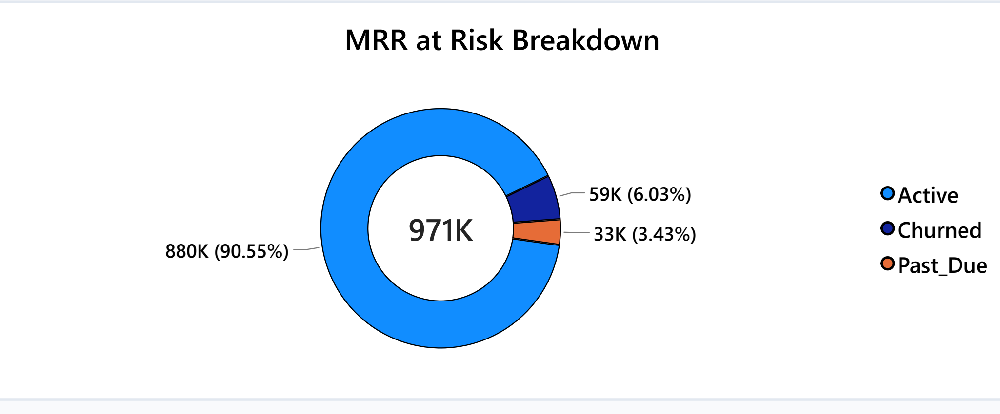 MRR at Risk Breakdown
59K (6.03%)
33K (3.43%)
880K (90.55%)
971K
Active
Churned
Past_Due